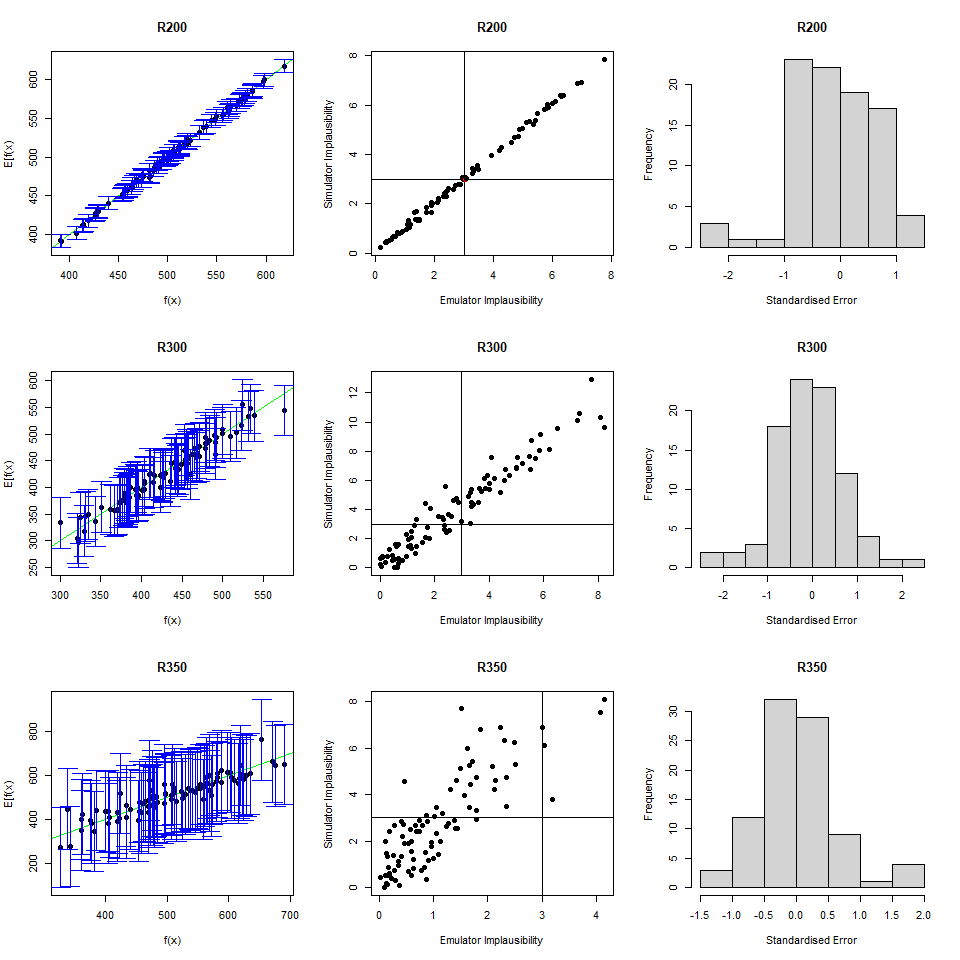 R200
E[f(x)
400 450 500 550 600
400 450 500 550 600
f(x)
R200
Simulator Implausibility
0 2 4 6 8
0 2 4 6 8
Emulator Implausibility
R200
Frequency
0 5 10 15 20
-2 -1 0 1
Standardised Error
R300
E[f(x)
250 300 350 400 450 500 550 600
300 350 400 450 500 550
f(x)
R300
Simulator Implausibility
0 2 4 6 8 10 12
0 2 4 6 8
Emulator Implausibility
R300
Frequency
0 5 10 15 20
-2 -1 0 1 2
Standardised Error
R350
E[f(x)
200 400 600 800
400 500 600 700
f(x)
R350
Simulator Implausibility
0 2 4 6 8
0 1 2 3 4
Emulator Implausibility
R350
Frequency
0 5 10 15 20 25 30
-1.5 -1.0 -0.5 0.0 0.5 1.0 1.5 2.0
Standardised Error